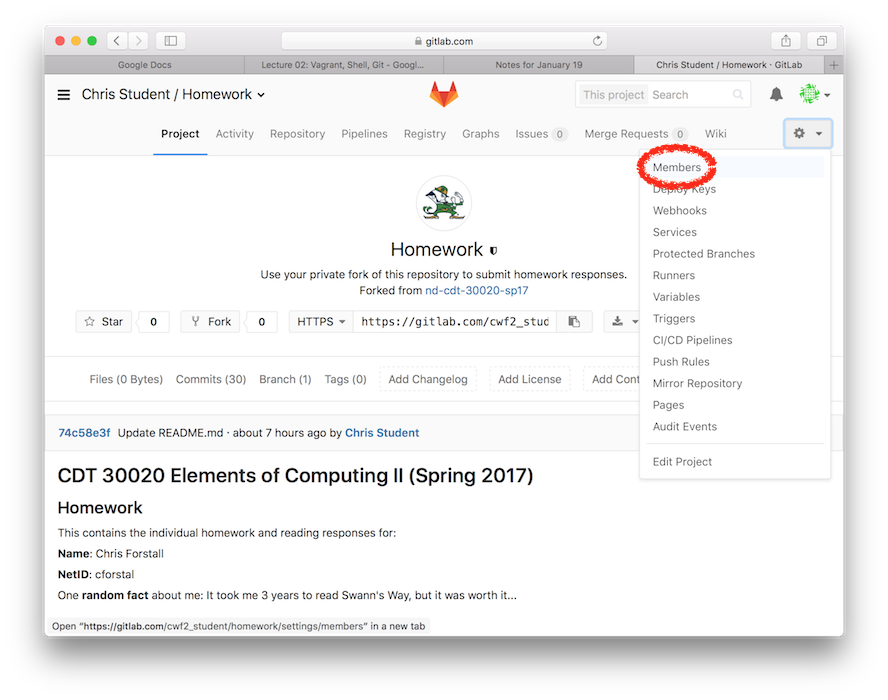 gitlab.com
Google Docs
Lecture 02: Vagrant, Shell, Git - Googl...
Notes for January 19
Chris Student / Homework · GitLab
Chris Student / Homework
This project Search
Project Activity Repository Pipelines Registry Graphs Issues 0 Merge Requests 0 Wiki
Members
Deploy Keys
Webhooks
Services
Protected Branches
Runners
Variables
Triggers
CI/CD Pipelines
Push Rules
Mirror Repository
Pages
Audit Events
Edit Project
Homework
Use your private fork of this repository to submit homework responses.
Forked from nd-cdt-30020-sp17
Star 0 Fork 0 HTTPS https://gitlab.com/cwf2_stud
Files (0 Bytes) Commits (30) Branch (1) Tags (0) Add Changelog Add License Add Cont
74c58e3f Update README.md · about 7 hours ago by Chris Student
CDT 30020 Elements of Computing II (Spring 2017)
Homework
This contains the individual homework and reading responses for:
Name: Chris Forstall
NetID: cforstal
One random fact about me: It took me 3 years to read Swann's Way, but it was worth it...
Open "https://gitlab.com/cwf2_student/homework/settings/members" in a new tab